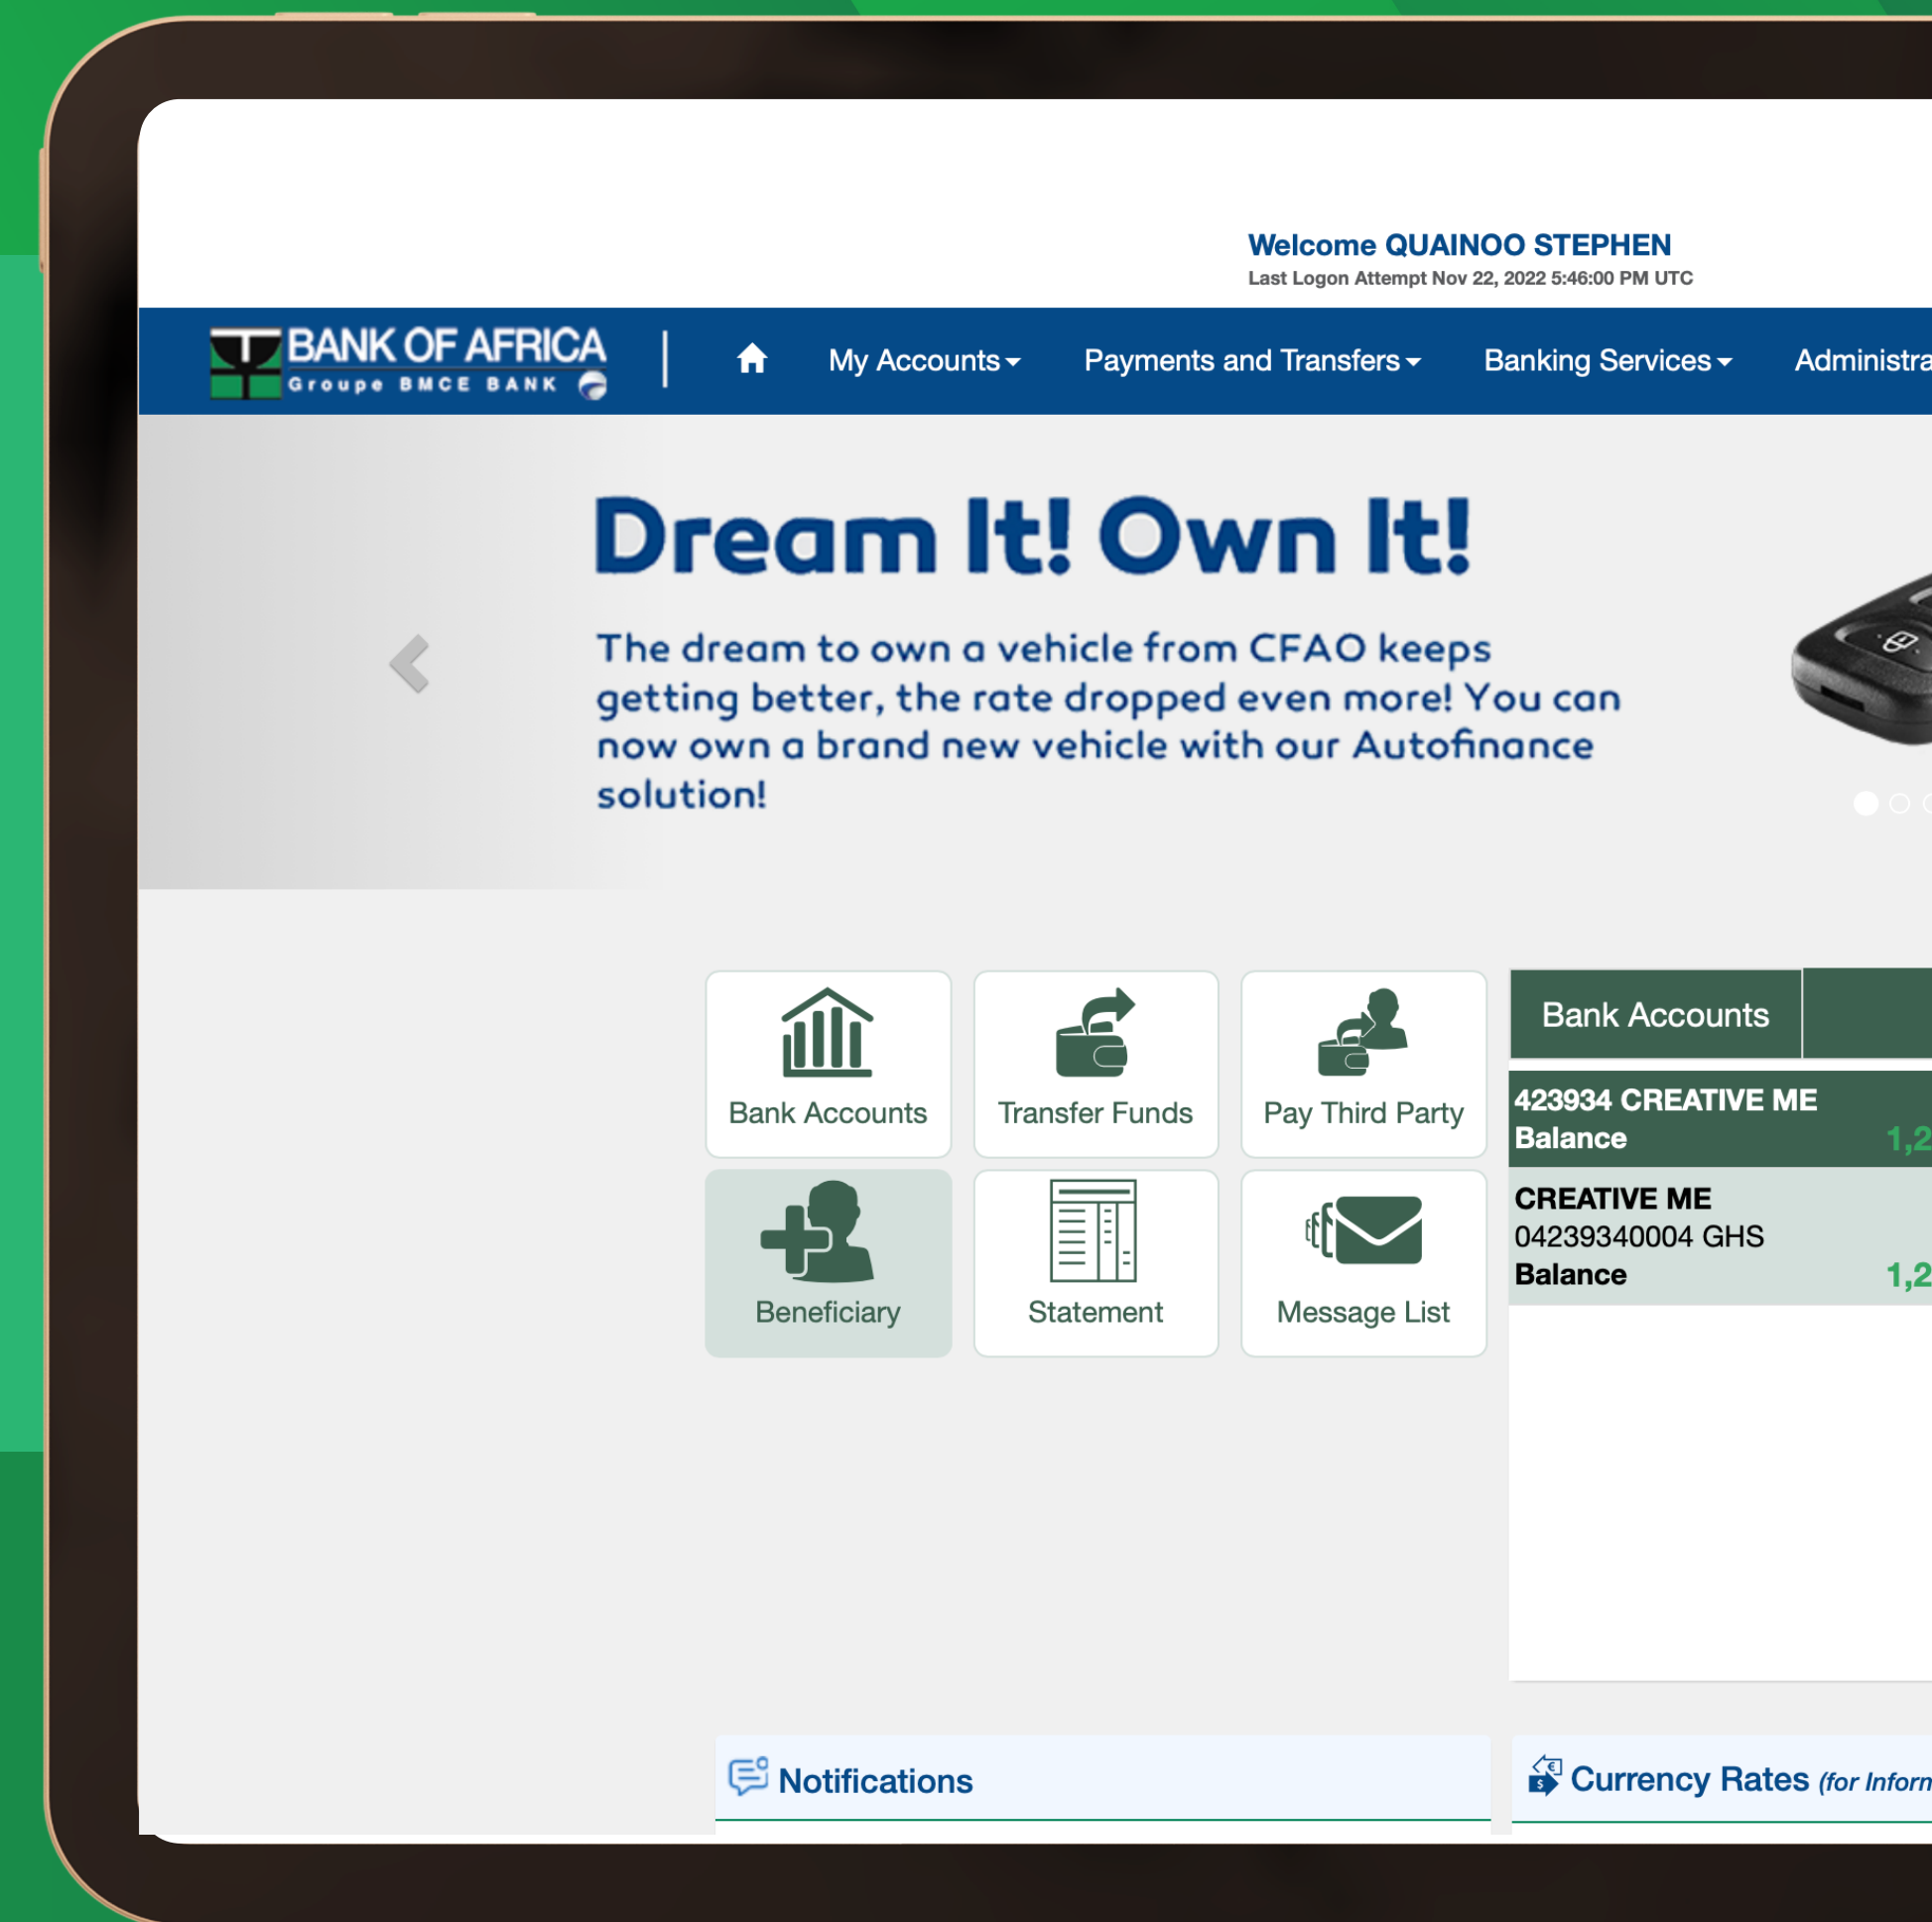 Welcome QUAINOO STEPHEN
Last Logon Attempt Nov 22, 2022 5:46:00 PM UTC
BANK OF AFRICA
Groupe BMCE BANK
My Accounts
Payments and Transfers
Banking Services
Dream It! Own It!
The dream to own a vehicle from CFAO keeps
getting better, the rate dropped even more! You can
now own a brand new vehicle with our Autofinance
solution!
Bank Accounts
Transfer Funds
Pay Third Party
Beneficiary
Statement
Message List
Bank Accounts
423934 CREATIVE ME
Balance
CREATIVE ME
04239340004 GHS
Balance
Notifications
Currency Rates (for